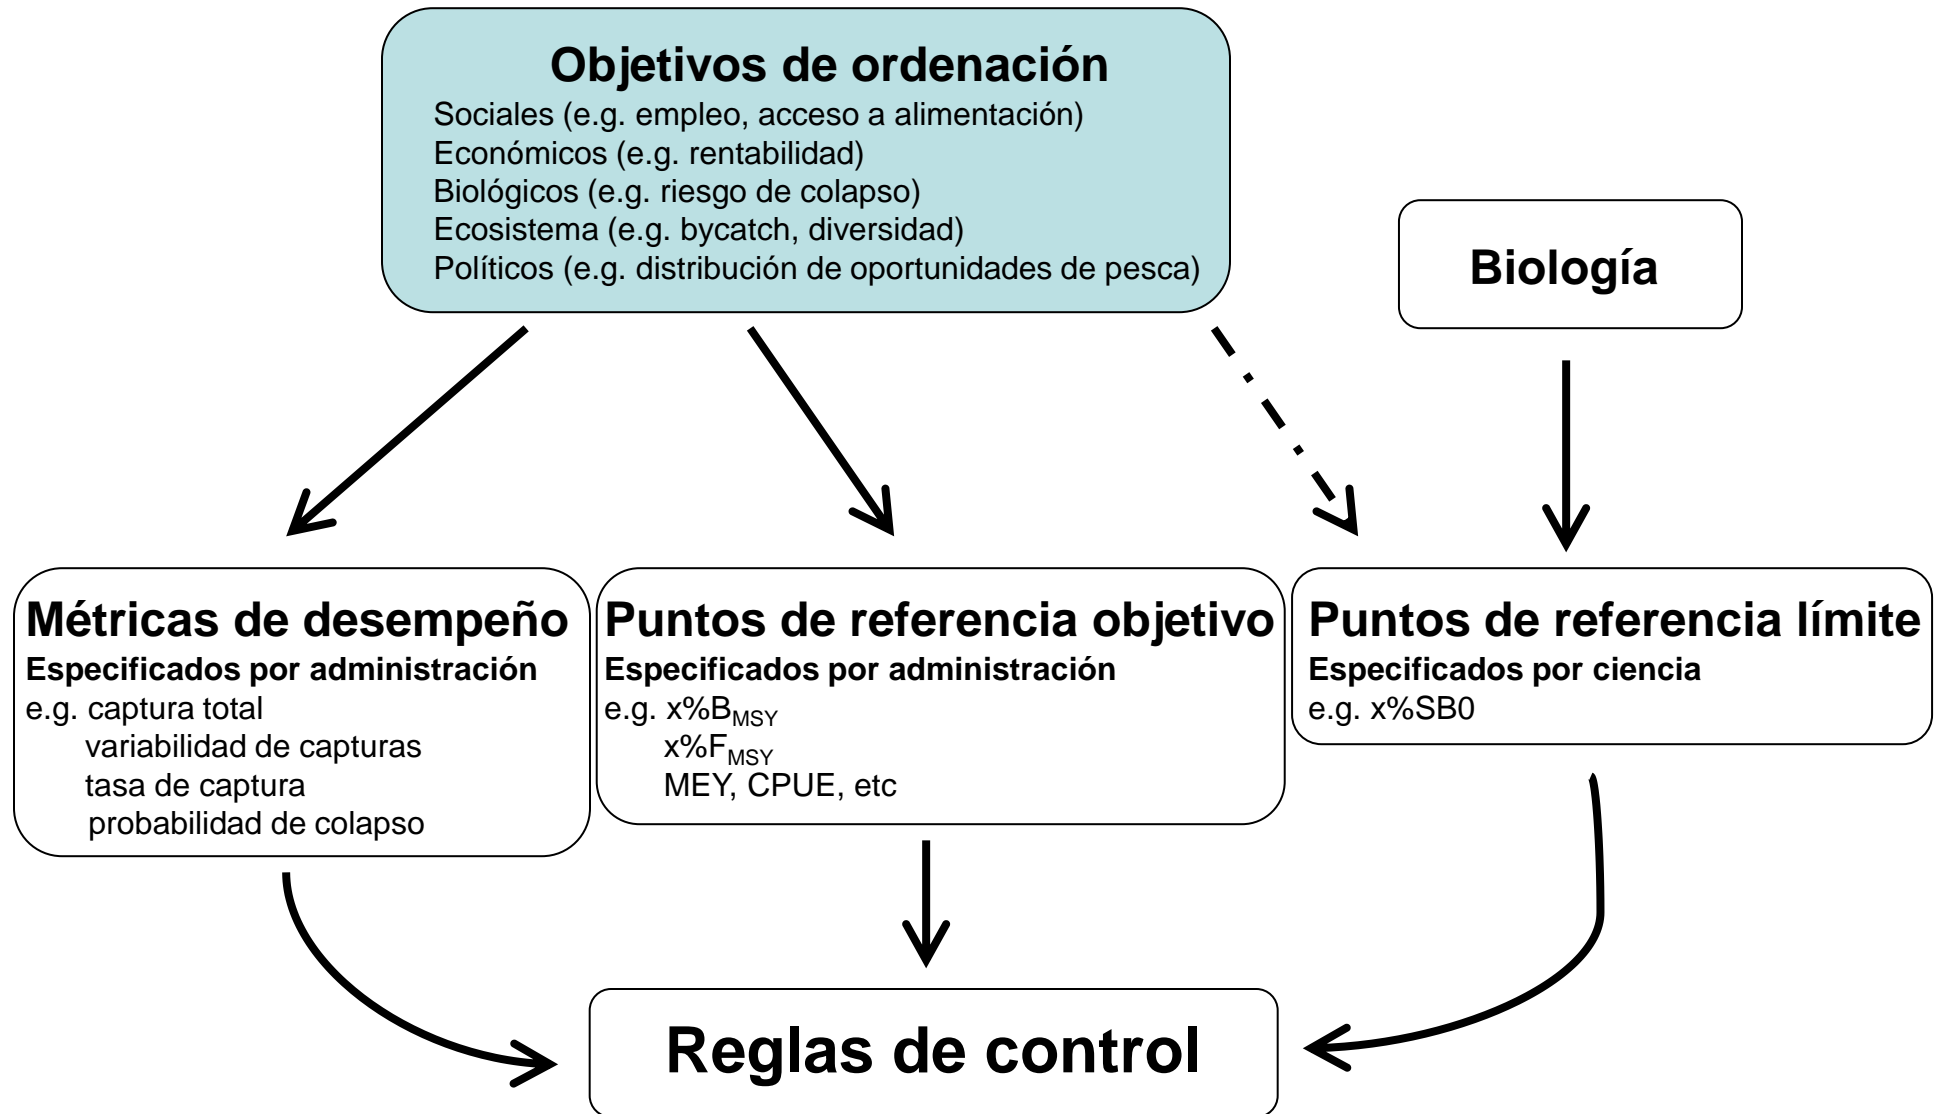 Objetivos de ordenación
Sociales (e.g. empleo, acceso a alimentación)
Económicos (e.g. rentabilidad)
Biológicos (e.g. riesgo de colapso)
Ecosistema (e.g. bycatch, diversidad)
Políticos (e.g. distribución de oportunidades de pesca)
Biología
Métricas de desempeño
Especificados por administración
e.g. captura total
variabilidad de capturas
tasa de captura
probabilidad de colapso
Puntos de referencia objetivo
Especificados por administración
e.g. x%BMSY
x%FMSY
MEY, CPUE, etc
Puntos de referencia límite
Especificados por ciencia
e.g. x%SB0
Reglas de control